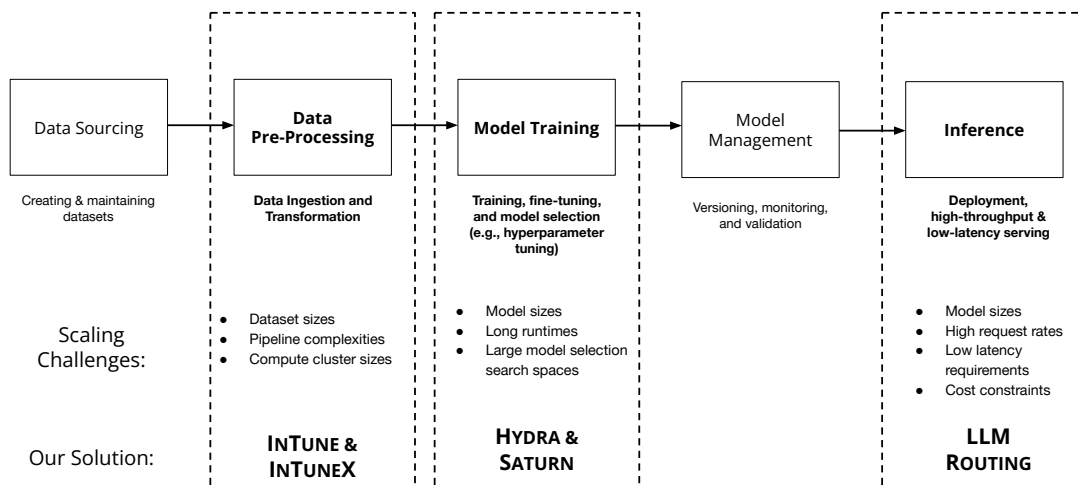 Data Sourcing
Data
Pre-Processing
Model Training
Model
Management
Inference
Creating & maintaining
datasets
Data Ingestion and
Transformation
Training, fine-tuning,
and model selection
(e.g., hyperparameter
tuning)
Versioning, monitoring,
and validation
Deployment,
high-throughput &
low-latency serving
Scaling
Challenges:
● Dataset sizes
● Pipeline complexities
● Compute cluster sizes
● Model sizes
● Long runtimes
● Large model selection
search spaces
● Model sizes
● High request rates
● Low latency
requirements
● Cost constraints
Our Solution:
INTUNE &
INTUNEX
HYDRA &
SATURN
LLM
ROUTING